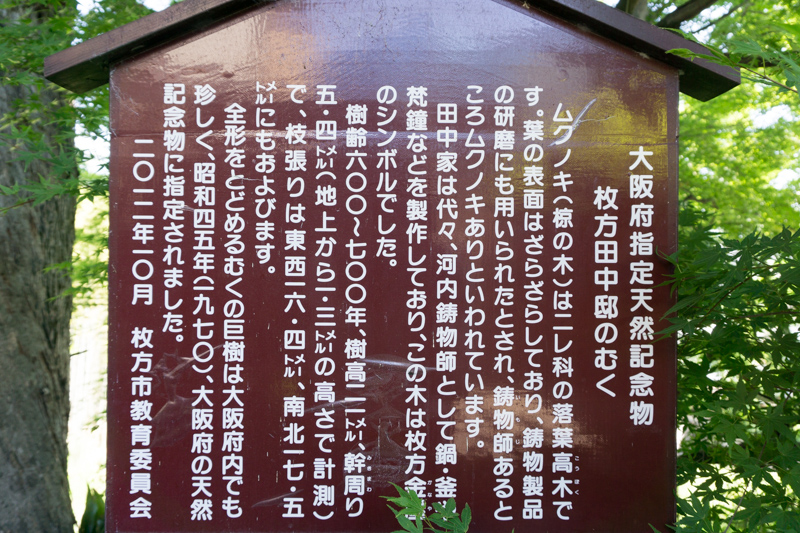 大阪府指定天然記念物
枚方田中邸のむく
ムクノキ(椋の木)はニレ科の落葉高木で
す。葉の表面はざらざらしており、鋳物製品
の研磨にも用いられたとされ、鋳物師あると
ころムクノキありといわれています。
田中家は代々、河内鋳物師として鍋・釜
梵鐘などを製作しており、この木は枚方金屋
のシンボルでした。
樹齢六〇〇~七〇〇年、樹高二二㍍、幹周り
五・四㍍(地上から一・三㍍の高さで計測)
で、枝張りは東西一六・四㍍、南北一七・五
㍍にもおよびます。
全形をとどめるむくの巨樹は大阪府内でも
珍しく、昭和四五年(一九七〇)、大阪府の天然
記念物に指定されました。
二〇二二年一〇月 枚方市教育委員会